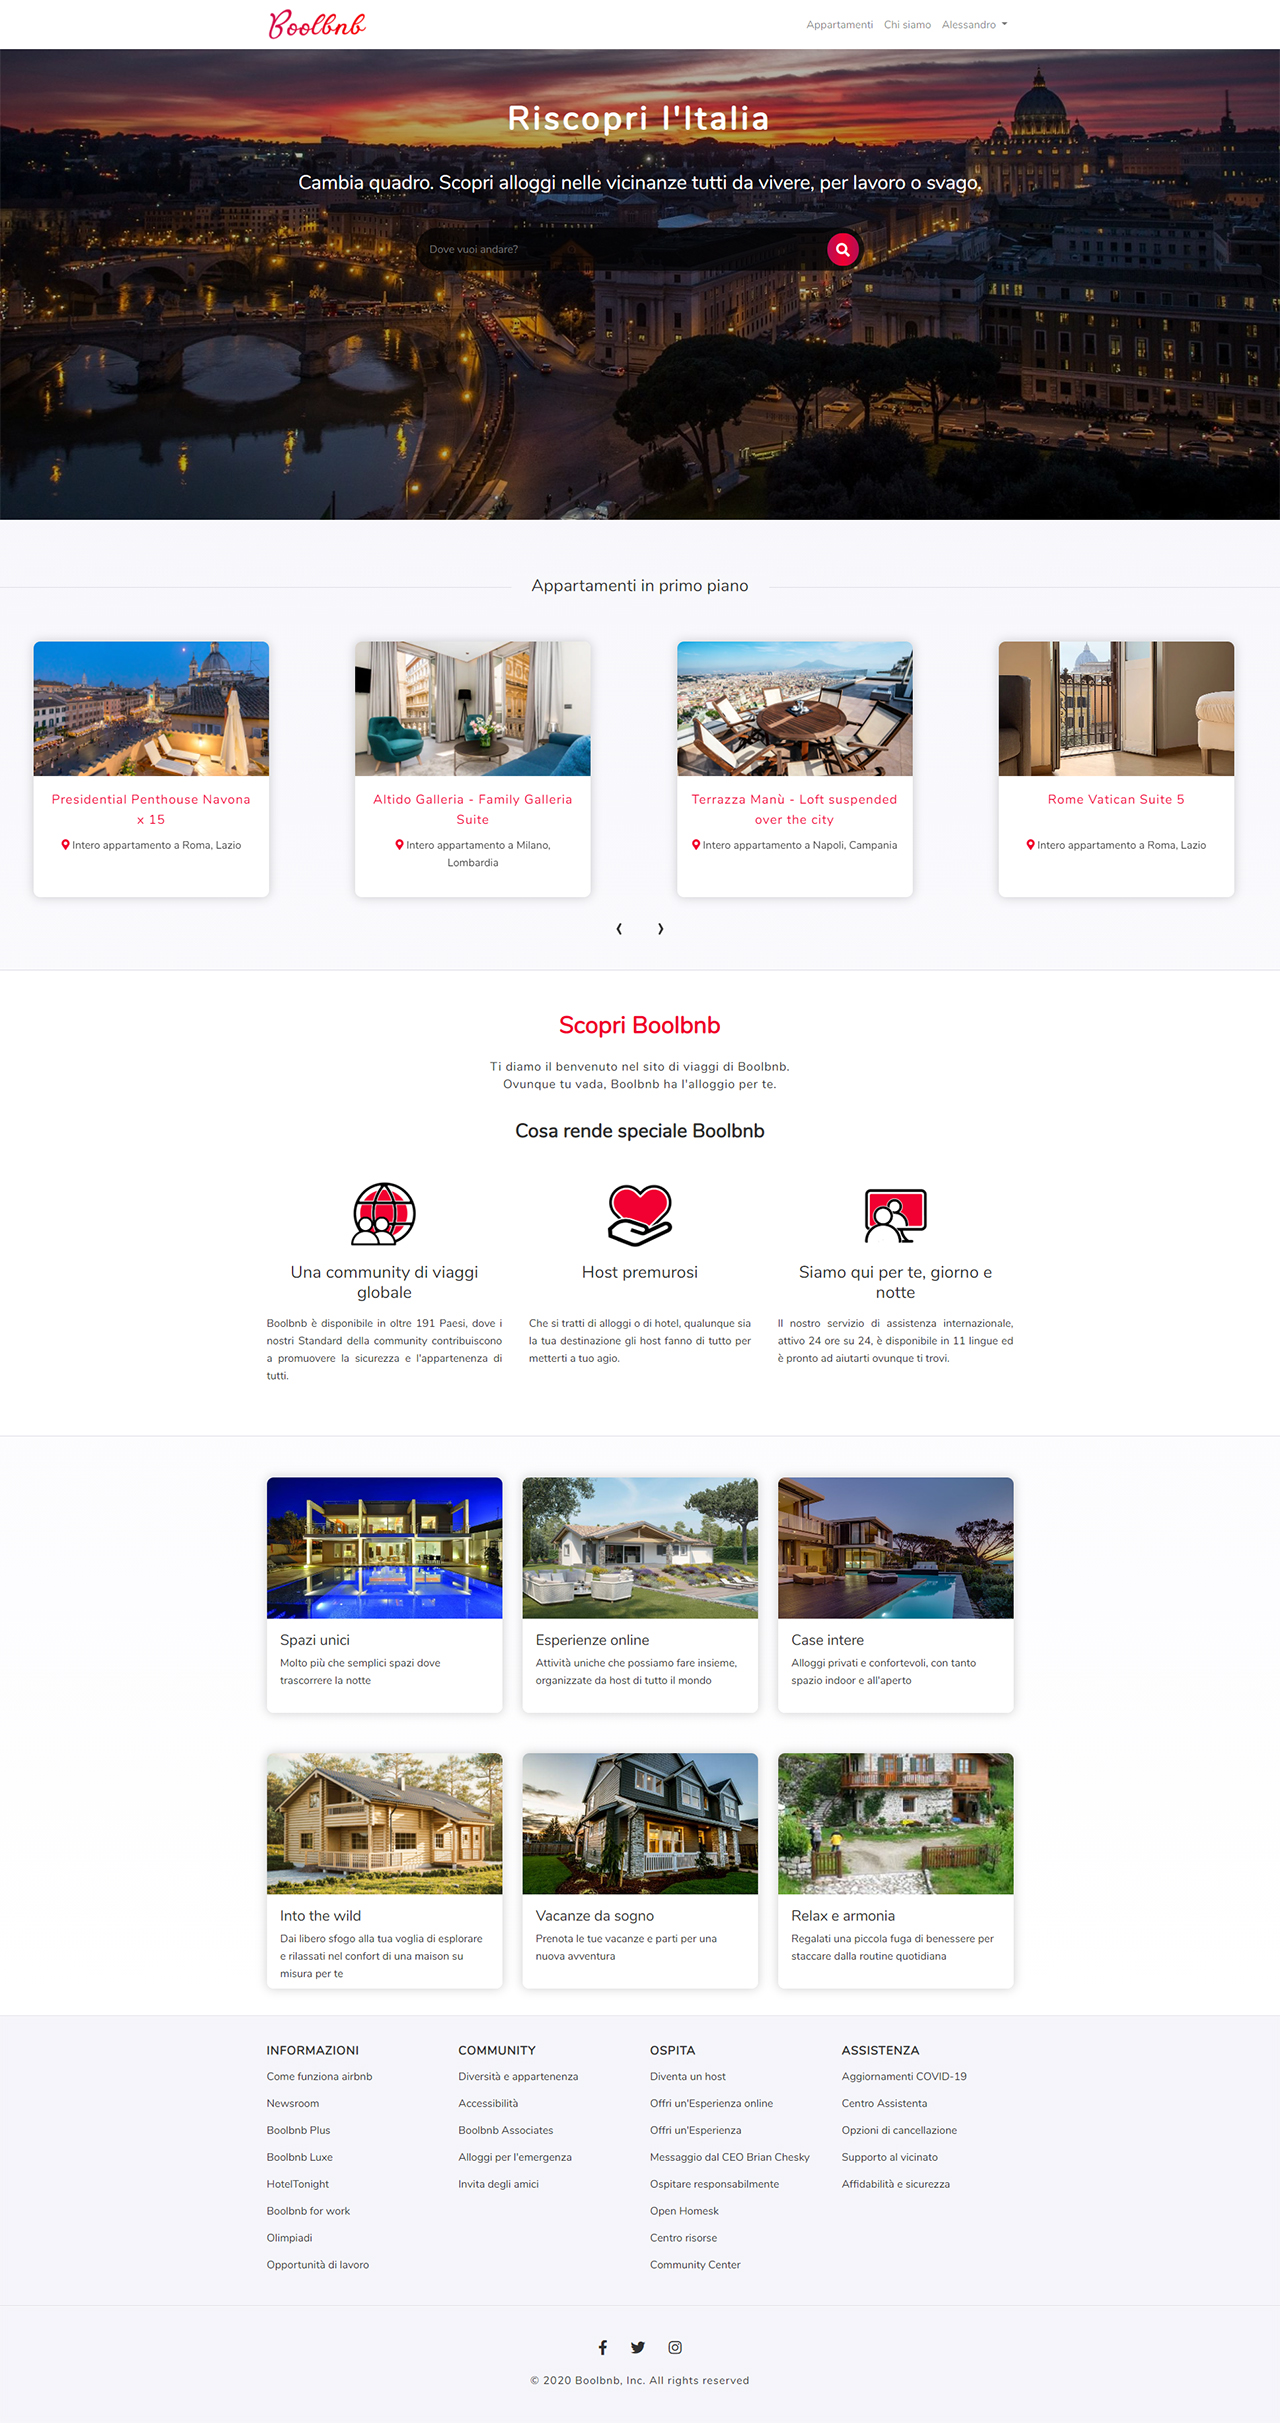 Boolbnb
Appartamenti Chi siamo Alessandro
Riscopri l'Italia
Cambia quadro. Scopri alloggi nelle vicinanze tutti da vivere, per lavoro o svago.
Dove vuoi andare?
Appartamenti in primo piano
Presidential Penthouse Navona
x 15
Intero appartamento a Roma, Lazio
Altido Galleria - Family Galleria
Suite
Intero appartamento a Milano,
Lombardia
Terrazza Manù - Loft suspended
over the city
Intero appartamento a Napoli, Campania
Rome Vatican Suite 5
Intero appartamento a Roma, Lazio
‹ ›
Scopri Boolbnb
Ti diamo il benvenuto nel sito di viaggi di Boolbnb.
Ovunque tu vada, Boolbnb ha l'alloggio per te.
Cosa rende speciale Boolbnb
Una community di viaggi
globale
Boolbnb è disponibile in oltre 191 Paesi, dove i
nostri Standard della community contribuiscono
a promuovere la sicurezza e l'appartenenza di
tutti.
Host premurosi
Che si tratti di alloggi o di hotel, qualunque sia
la tua destinazione gli host fanno di tutto per
metterti a tuo agio.
Siamo qui per te, giorno e
notte
Il nostro servizio di assistenza internazionale,
attivo 24 ore su 24, è disponibile in 11 lingue ed
è pronto ad aiutarti ovunque ti trovi.
Spazi unici
Molto più che semplici spazi dove
trascorrere la notte
Esperienze online
Attività uniche che possiamo fare insieme,
organizzate da host di tutto il mondo
Case intere
Alloggi privati e confortevoli, con tanto
spazio indoor e all'aperto
Into the wild
Dai libero sfogo alla tua voglia di esplorare
e rilassati nel confort di una maison su
misura per te
Vacanze da sogno
Prenota le tue vacanze e parti per una
nuova avventura
Relax e armonia
Regalati una piccola fuga di benessere per
staccare dalla routine quotidiana
INFORMAZIONI
Come funziona airbnb
Newsroom
Boolbnb Plus
Boolbnb Luxe
HotelTonight
Boolbnb for work
Olimpiadi
Opportunità di lavoro
COMMUNITY
Diversità e appartenenza
Accessibilità
Boolbnb Associates
Alloggi per l'emergenza
Invita degli amici
OSPITA
Diventa un host
Offri un'Esperienza online
Offri un'Esperienza
Messaggio dal CEO Brian Chesky
Ospitare responsabilmente
Open Homesk
Centro risorse
Community Center
ASSISTENZA
Aggiornamenti COVID-19
Centro Assistenta
Opzioni di cancellazione
Supporto al vicinato
Affidabilità e sicurezza
© 2020 Boolbnb, Inc. All rights reserved